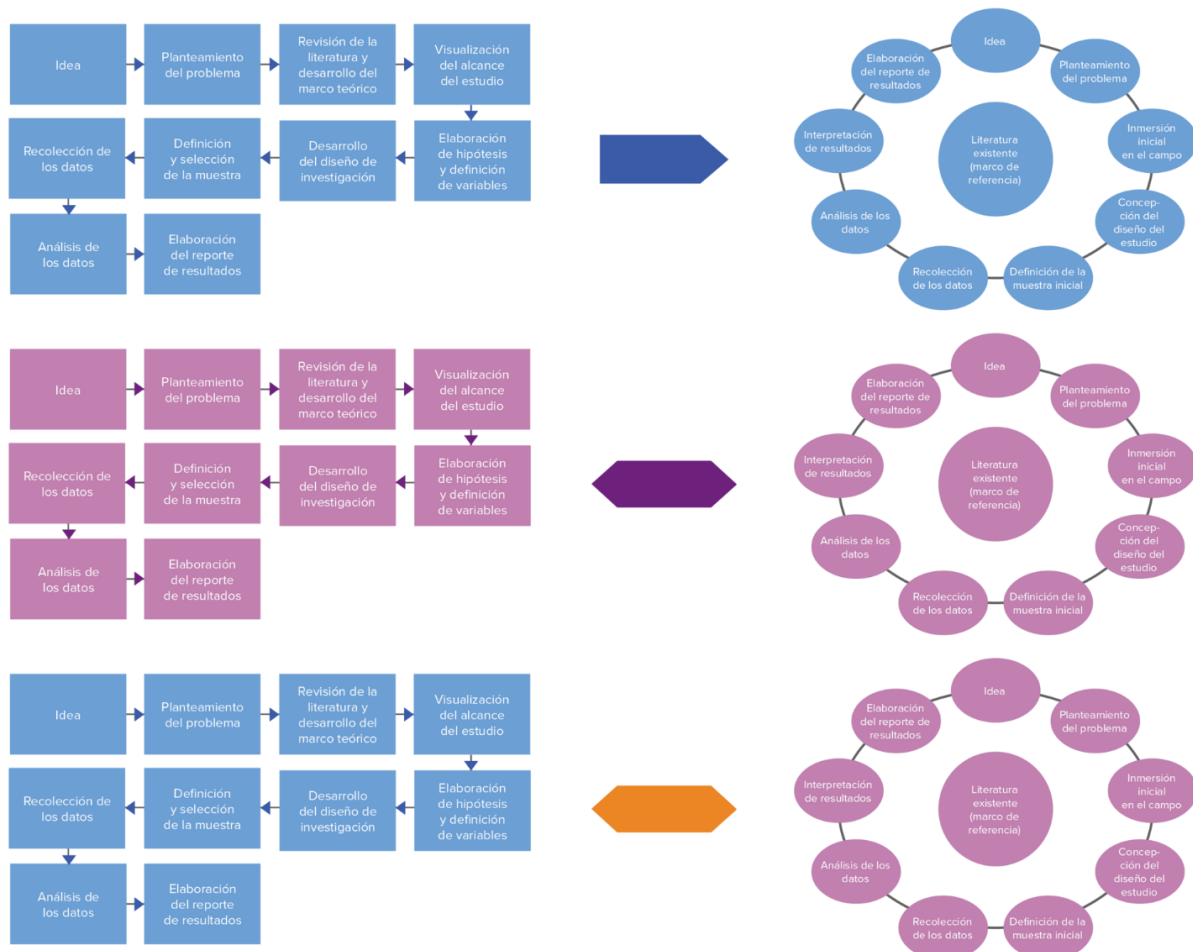 Idea
Planteamiento
del problema
Revisión de la
literatura y
desarrollo del
marco teórico
Visualización
del alcance
del estudio
Recolección de
los datos
Definición
y selección
de la muestra
Desarrollo
del diseño de
investigación
Elaboración
de hipótesis
y definición
de variables
Análisis de
los datos
Elaboración
del reporte
de resultados
Idea
Planteamiento
del problema
Inmersión
inicial
en el campo
Concepción del
diseño del
estudio
Definición de la
muestra inicial
Recolección
de los datos
Análisis de los
datos
Interpretación
de resultados
Elaboración
del reporte de
resultados
Literatura
existente
(marco de
referencia)
Idea
Planteamiento
del problema
Revisión de la
literatura y
desarrollo del
marco teórico
Visualización
del alcance
del estudio
Recolección de
los datos
Definición
y selección
de la muestra
Desarrollo
del diseño de
investigación
Elaboración
de hipótesis
y definición
de variables
Análisis de
los datos
Elaboración
del reporte
de resultados
Idea
Planteamiento
del problema
Inmersión
inicial
en el campo
Concep-
ción del
diseño del
estudio
Definición de la
muestra inicial
Recolección
de los datos
Análisis de los
datos
Interpretación
de resultados
Elaboración
del reporte de
resultados
Literatura
existente
(marco de
referencia)
Idea
Planteamiento
del problema
Revisión de la
literatura y
desarrollo del
marco teórico
Visualización
del alcance
del estudio
Recolección de
los datos
Definición
y selección
de la muestra
Desarrollo
del diseño de
investigación
Elaboración
de hipótesis
y definición
de variables
Análisis de
los datos
Elaboración
del reporte
de resultados
Idea
Planteamiento
del problema
Inmersión
inicial
en el campo
Concep-
ción del
diseño del
estudio
Definición de la
muestra inicial
Recolección
de los datos
Análisis de los
datos
Interpretación
de resultados
Elaboración
del reporte de
resultados
Literatura
existente
(marco de
referencia)